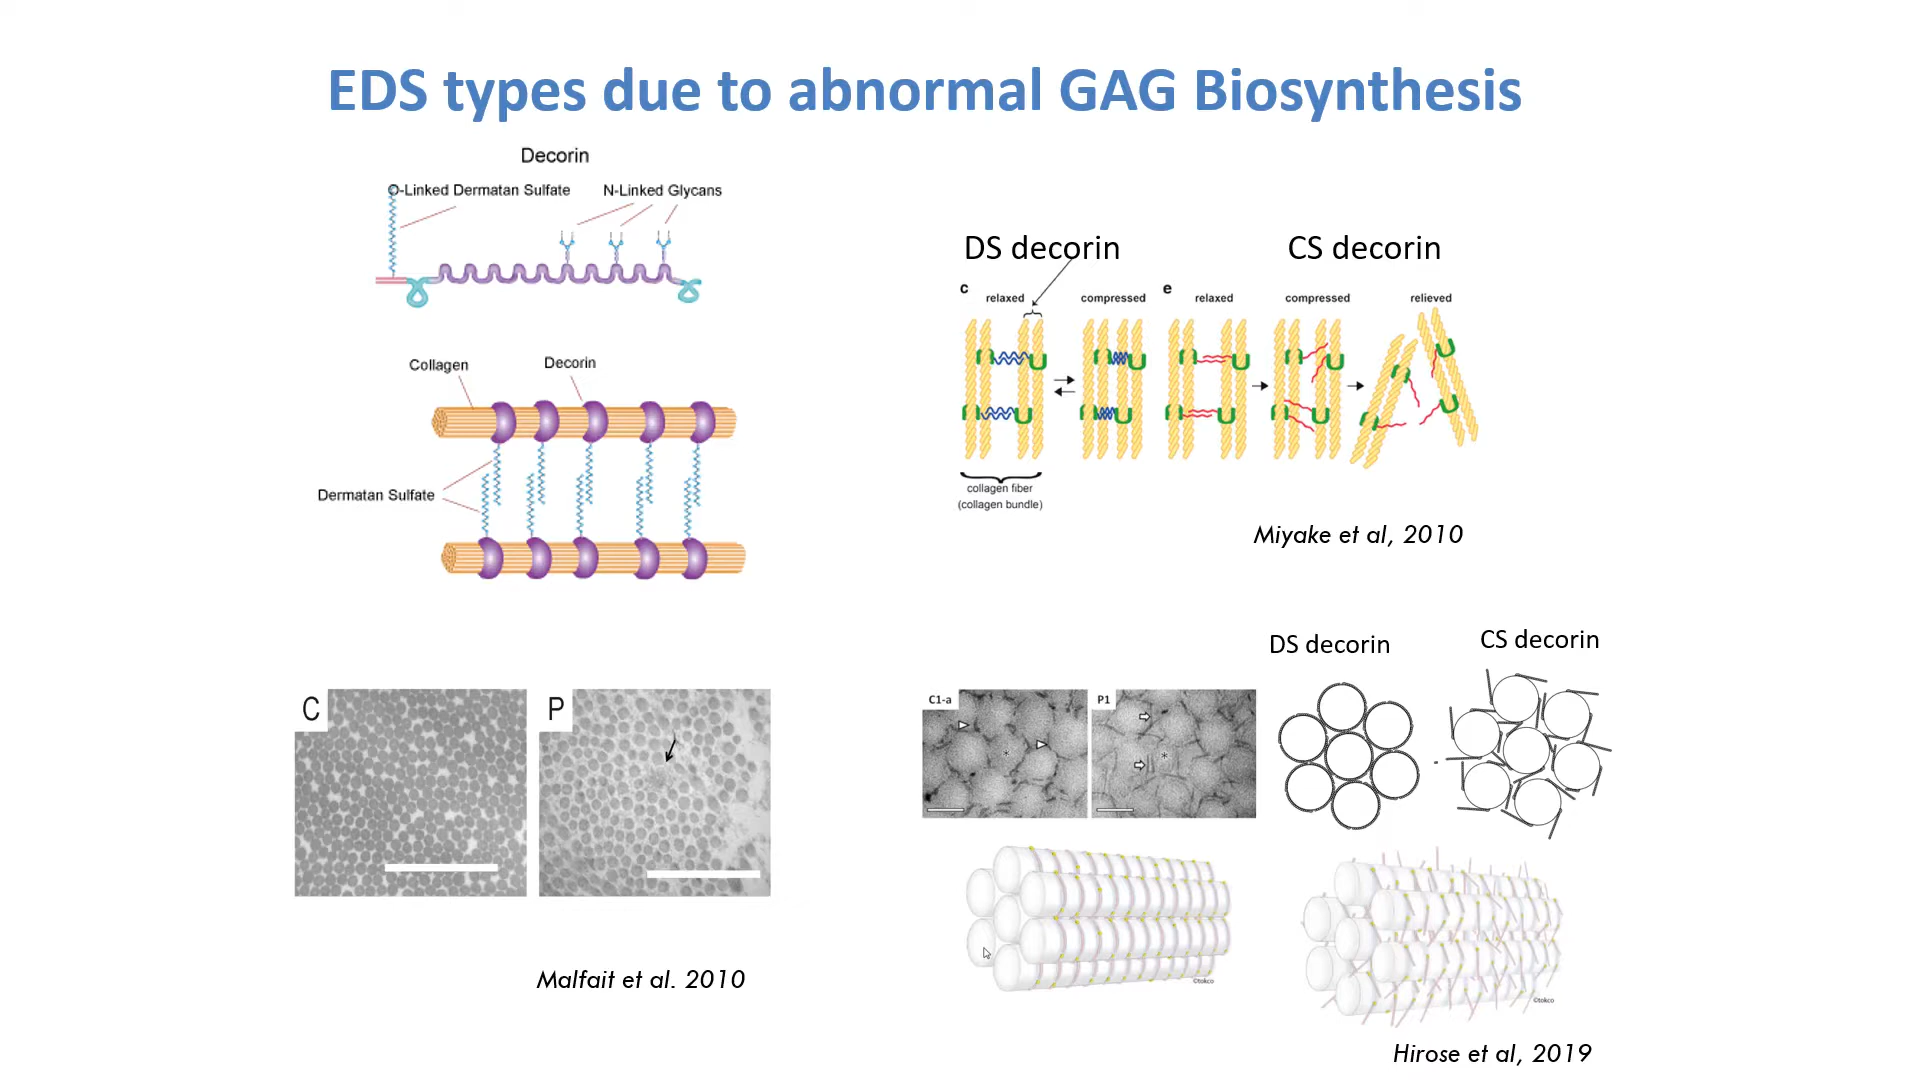 EDS types due to abnormal GAG Biosynthesis
Decorin
O-Linked Dermatan Sulfate
N-Linked Glycans
Collagen
Decorin
Dermatan Sulfate
DS decorin
CS decorin
c
relaxed
compressed
e
relaxed
compressed
relieved
collagen fiber
(collagen bundle)
Miyake et al, 2010
C
P
Malfait et al. 2010
DS decorin
CS decorin
C1-a
*
P1
*
©tokco
©tokco
Hirose et al, 2019